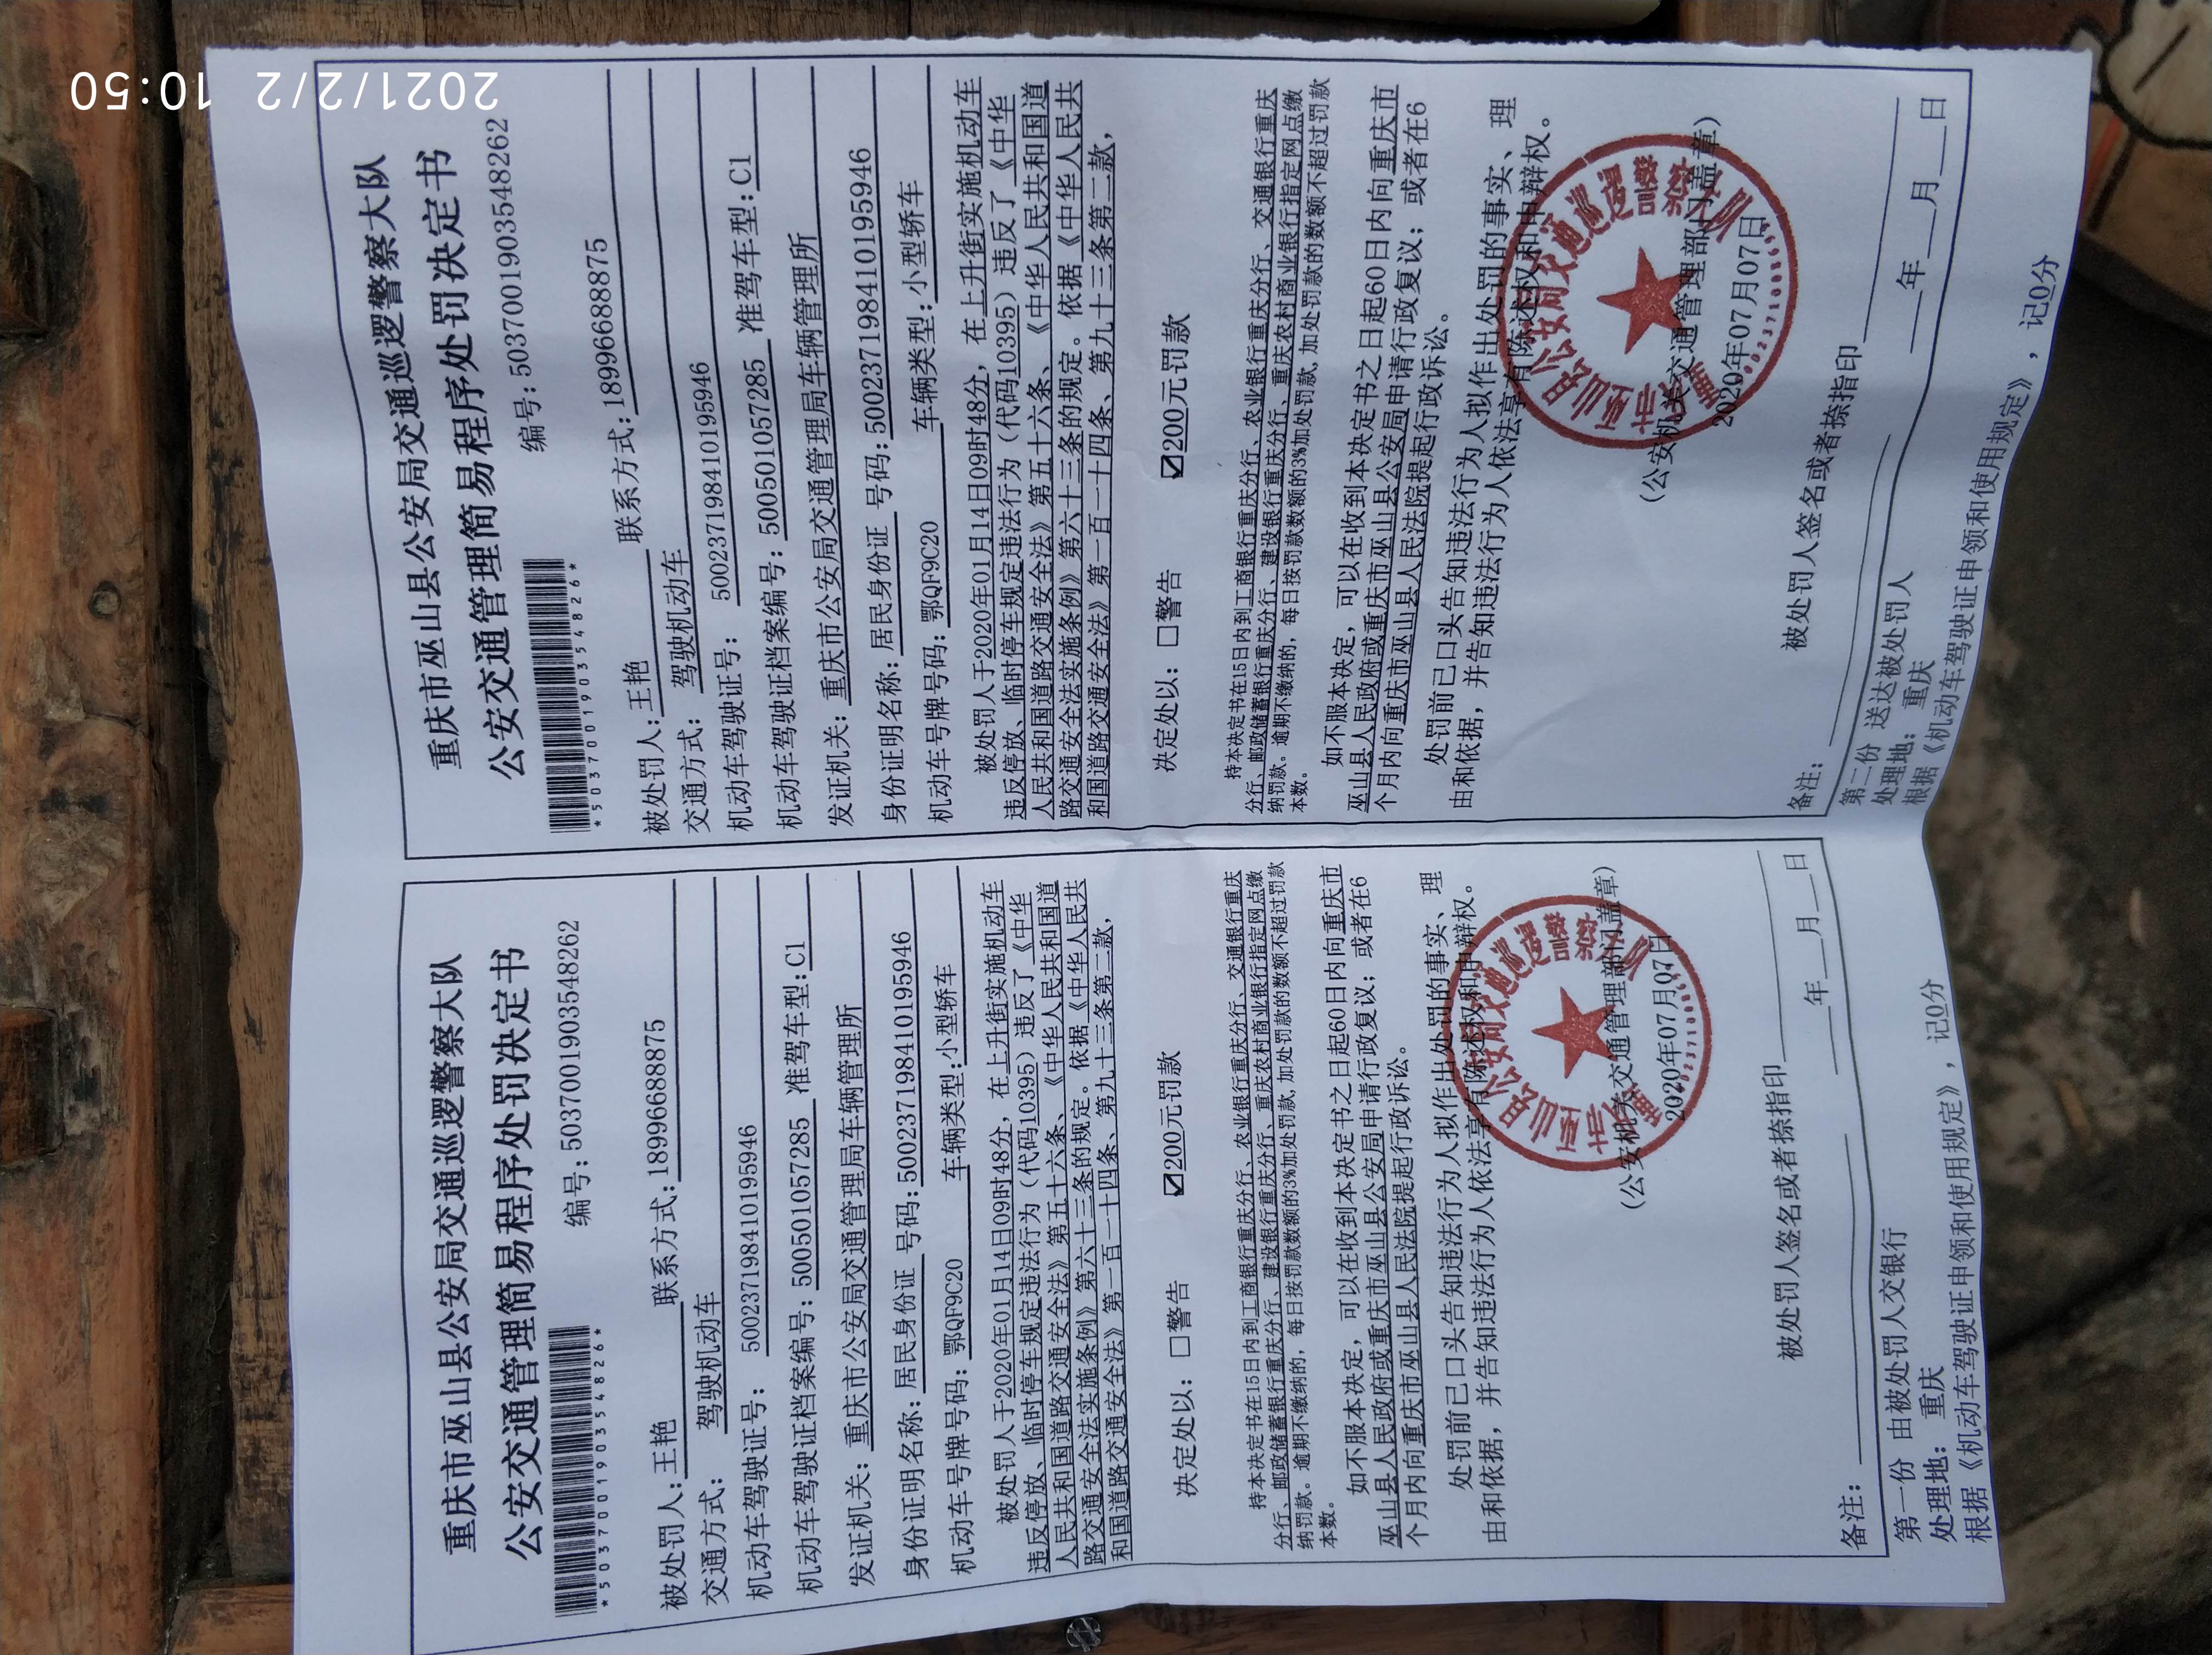 重庆市巫山县公安局交通巡逻警察大队
公安交通管理简易程序处罚决定书
编号:5037001903548262
*503700190354826*
被处罚人:王艳 联系方式:18996688875
交通方式: 驾驶机动车
机动车驾驶证号: 500237198410195946
机动车驾驶证档案编号:500501057285 准驾车型:C1
发证机关:重庆市公安局交通管理局车辆管理所
身份证明名称:居民身份证 号码:500237198410195946
机动车号牌号码:鄂QF9C20 车辆类型:小型轿车
被处罚人于2020年01月14日09时48分，在上升街实施机动车
违反停放、临时停车规定违法行为（代码10395）违反了《中华
人民共和国道路交通安全法》第五十六条、《中华人民共和国道
路交通安全法实施条例》第六十三条的规定。依据《中华人民共
和国道路交通安全法》第一百一十四条、第九十三条第二款，
决定处以: □警告 ☑200元罚款
持本决定书在15日内到工商银行重庆分行、农业银行重庆分行、交通银行重庆
分行、邮政储蓄银行重庆分行、建设银行重庆分行、重庆农村商业银行指定网点缴
纳罚款。逾期不缴纳的，每日按罚款数额的3%加处罚款,加处罚款的数额不超过罚款
本数。
如不服本决定，可以在收到本决定书之日起60日内向重庆市
巫山县人民政府或重庆市巫山县公安局申请行政复议；或者在6
个月内向重庆市巫山县人民法院提起行政诉讼。
处罚前已口头告知违法行为人拟作出处罚的事实、理
由和依据，并告知违法行为人依法享有陈述权和申辩权。
（公安机关交通管理部门盖章）
2020年07月07日
被处罚人签名或者捺指印
年 月 日
备注:
第一份 由被处罚人交银行
处理地: 重庆
根据《机动车驾驶证申领和使用规定》，记0分
重庆市巫山县公安局交通巡逻警察大队
公安交通管理简易程序处罚决定书
编号:5037001903548262
*503700190354826*
被处罚人:王艳 联系方式:18996688875
交通方式: 驾驶机动车
机动车驾驶证号: 500237198410195946
机动车驾驶证档案编号:500501057285 准驾车型:C1
发证机关:重庆市公安局交通管理局车辆管理所
身份证明名称:居民身份证 号码:500237198410195946
机动车号牌号码:鄂QF9C20 车辆类型:小型轿车
被处罚人于2020年01月14日09时48分，在上升街实施机动车
违反停放、临时停车规定违法行为（代码10395）违反了《中华
人民共和国道路交通安全法》第五十六条、《中华人民共和国道
路交通安全法实施条例》第六十三条的规定。依据《中华人民共
和国道路交通安全法》第一百一十四条、第九十三条第二款，
决定处以: □警告 ☑200元罚款
持本决定书在15日内到工商银行重庆分行、农业银行重庆分行、交通银行重庆
分行、邮政储蓄银行重庆分行、建设银行重庆分行、重庆农村商业银行指定网点缴
纳罚款。逾期不缴纳的，每日按罚款数额的3%加处罚款,加处罚款的数额不超过罚款
本数。
如不服本决定，可以在收到本决定书之日起60日内向重庆市
巫山县人民政府或重庆市巫山县公安局申请行政复议；或者在6
个月内向重庆市巫山县人民法院提起行政诉讼。
处罚前已口头告知违法行为人拟作出处罚的事实、理
由和依据，并告知违法行为人依法享有陈述权和申辩权。
（公安机关交通管理部门盖章）
2020年07月07日
被处罚人签名或者捺指印
年 月 日
备注:
第二份 送达被处罚人
处理地: 重庆
根据《机动车驾驶证申领和使用规定》，记0分
2021/2/2 10:50